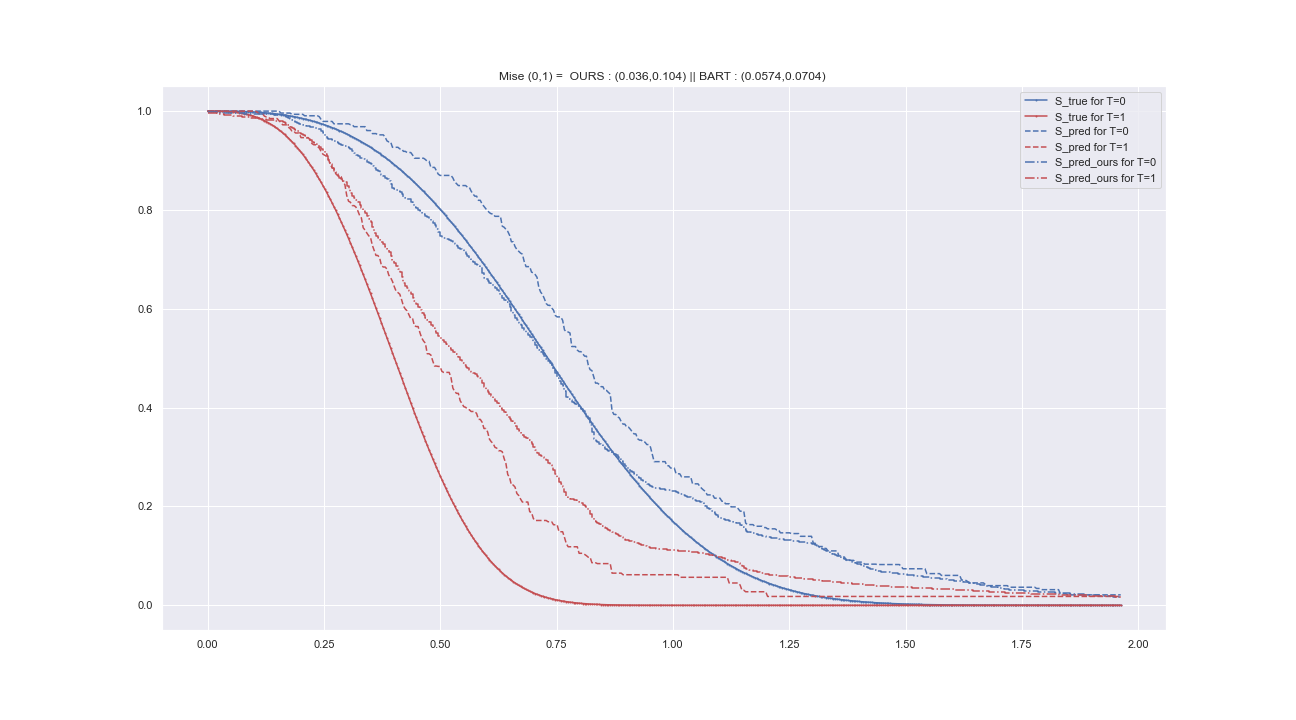 Mise (0,1) = OURS : (0.036,0.104) || BART : (0.0574,0.0704)
1.0
0.8
0.6
0.4
0.2
0.0
S_true for T=0
S_true for T=1
S_pred for T=0
S_pred for T=1
S_pred_ours for T=0
S_pred_ours for T=1
0.00 0.25 0.50 0.75 1.00 1.25 1.50 1.75 2.00